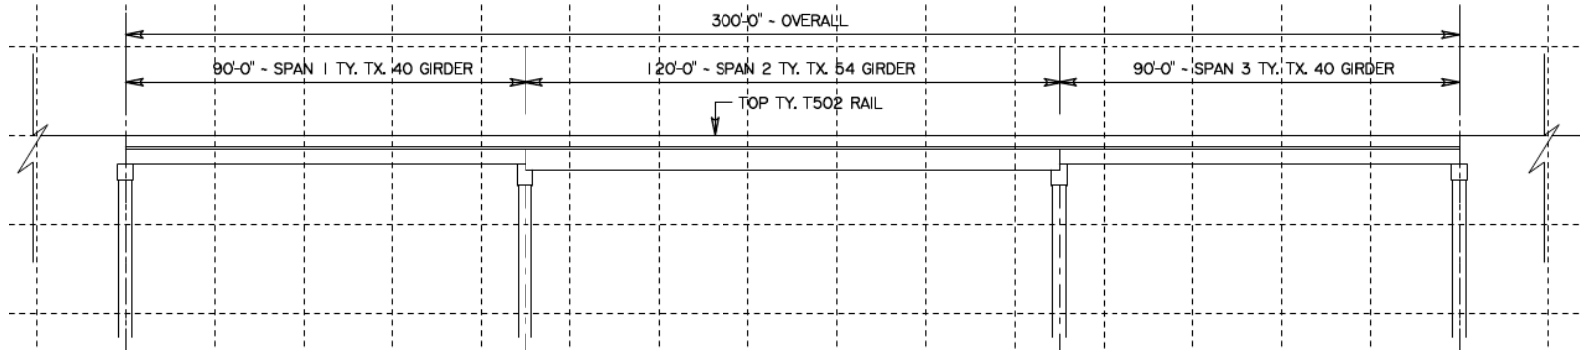 300'-0" ~ OVERALL
90'-0" ~ SPAN 1 TY. TX. 40 GIRDER
120'-0" ~ SPAN 2 TY. TX. 54 GIRDER
90'-0" ~ SPAN 3 TY. TX. 40 GIRDER
TOP TY. T502 RAIL